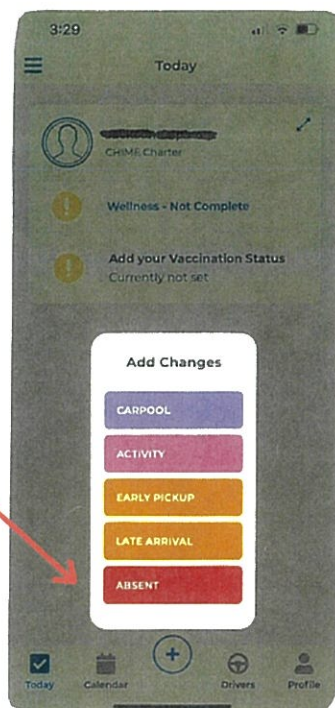 3:29
Today
CHIME Charter
Wellness - Not Complete
Add your Vaccination Status
Currently not set
Add Changes
CARPOOL
ACTIVITY
EARLY PICKUP
LATE ARRIVAL
ABSENT
+
Today Calendar Drivers Profile